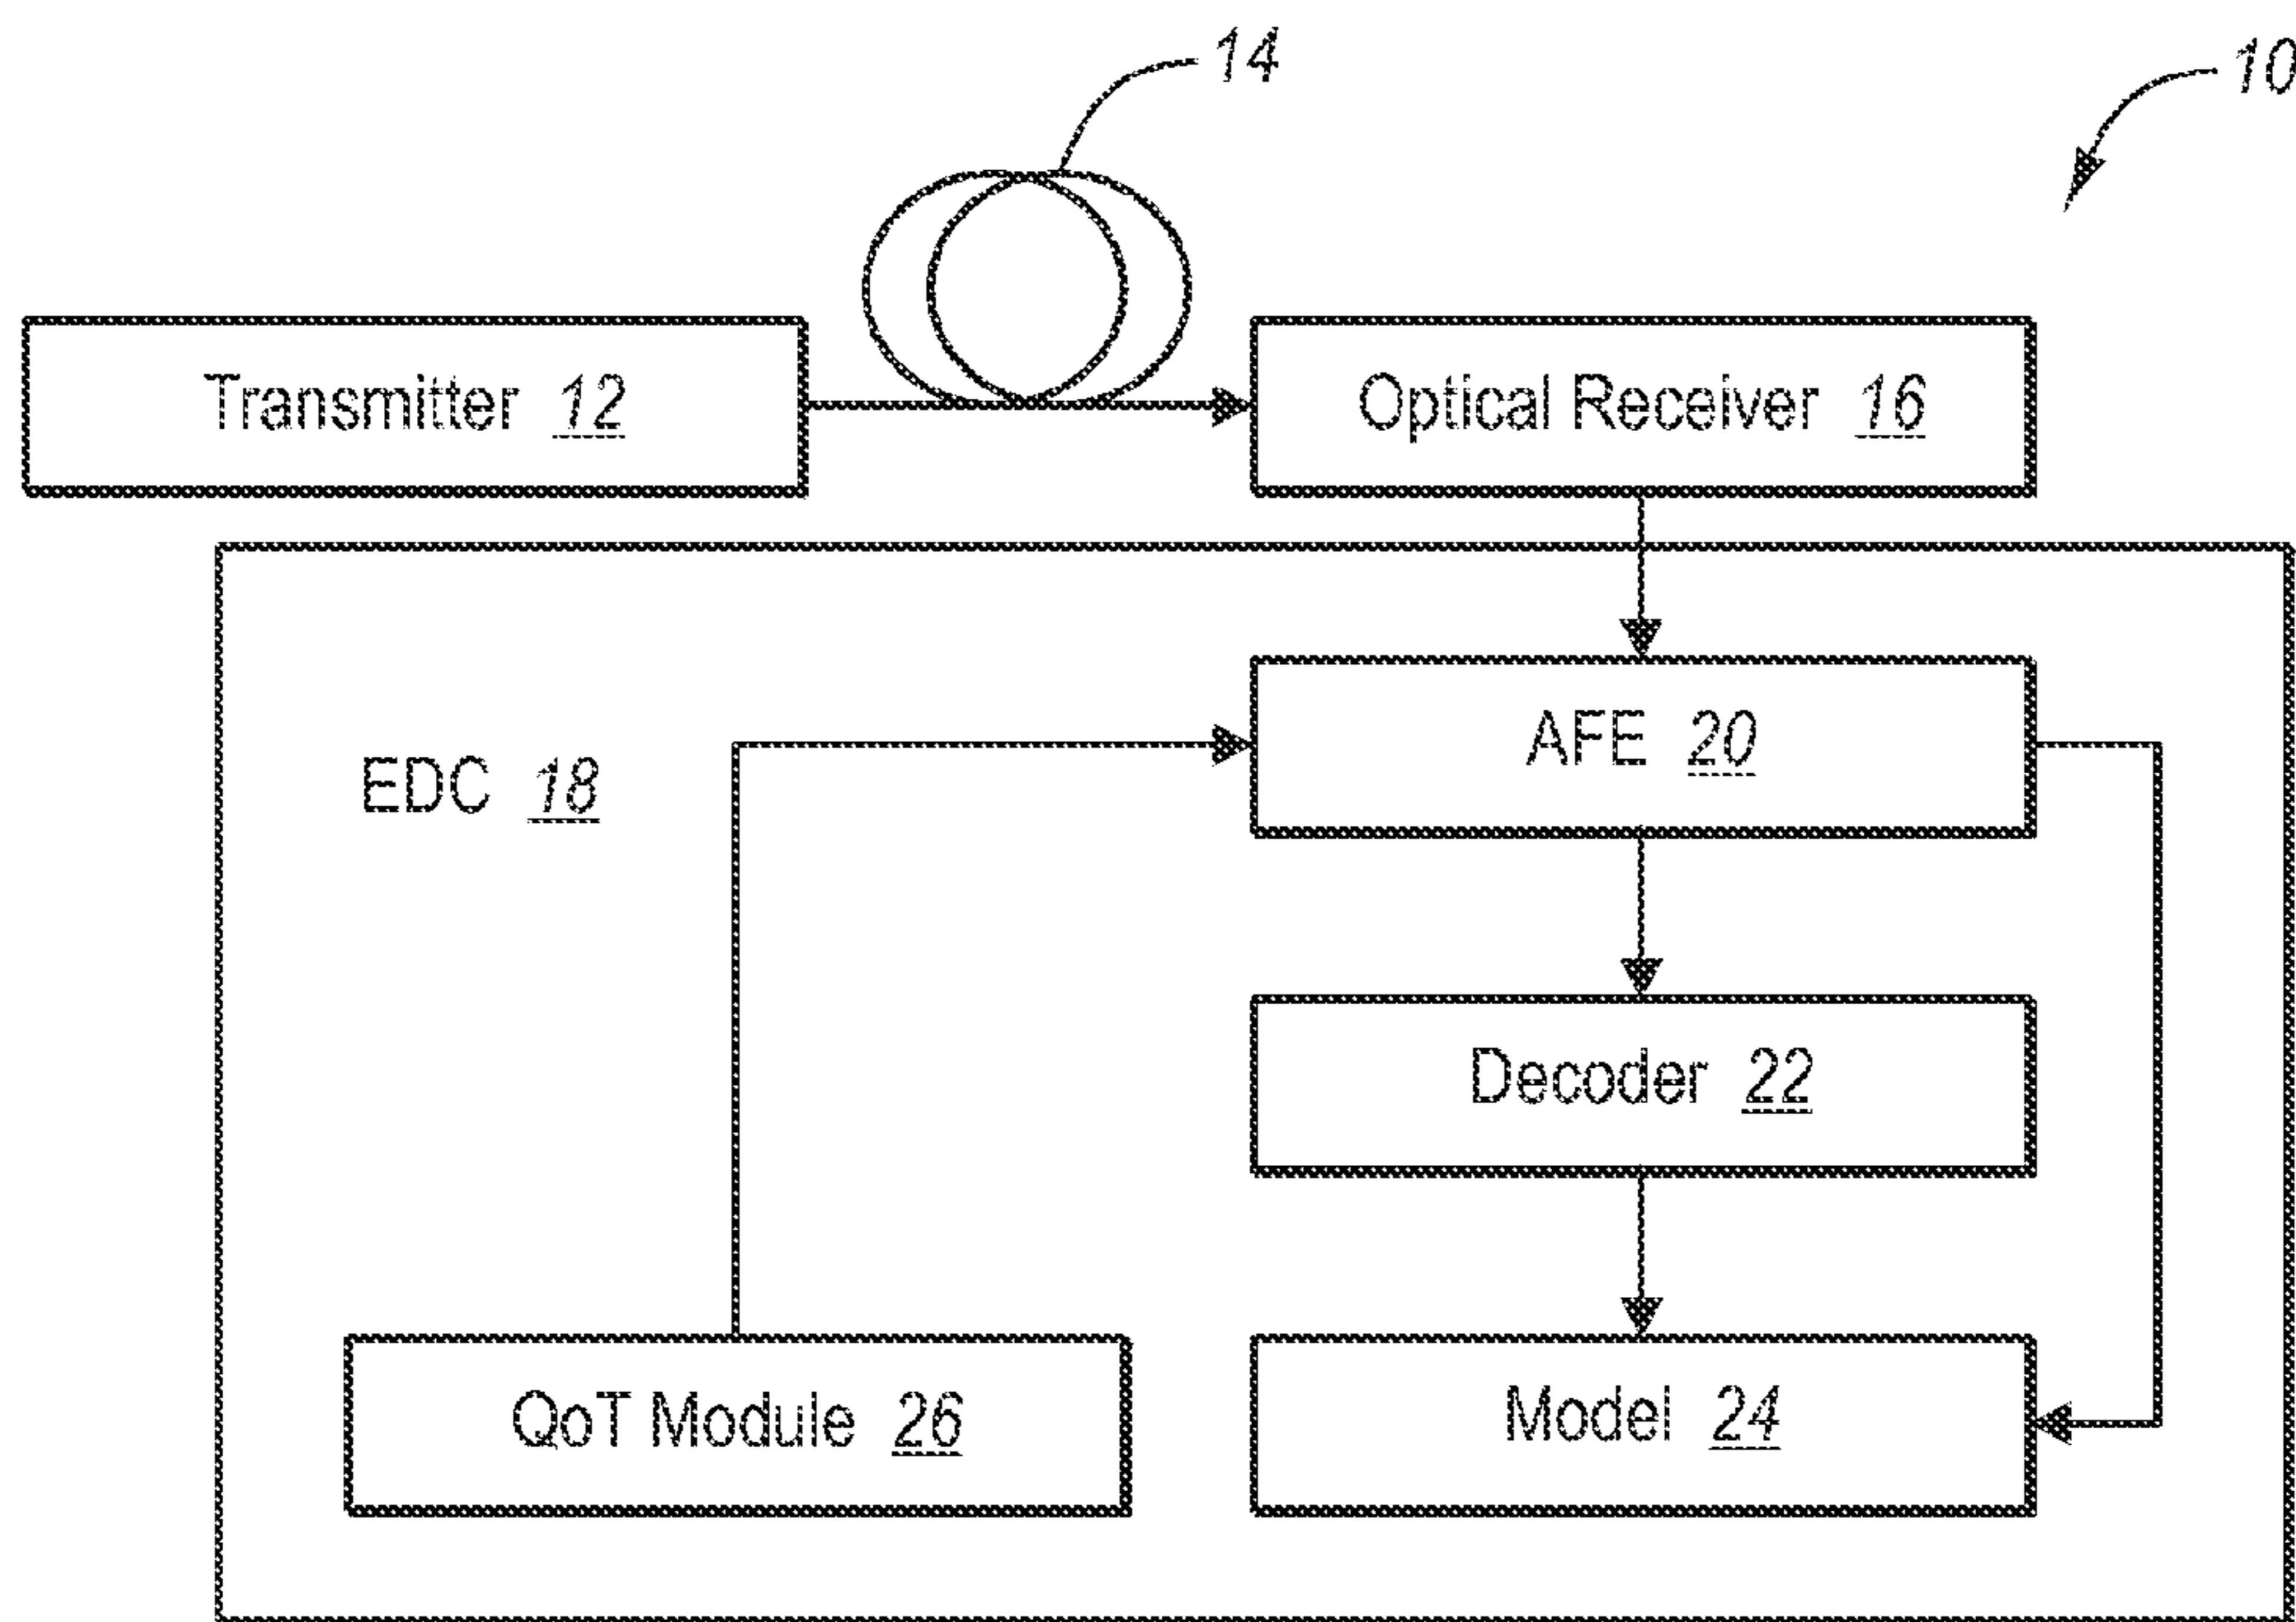 14
10
Transmitter 12
Optical Receiver 16
AFE 20
EDC 18
Decoder 22
QoT Module 26
Model 24